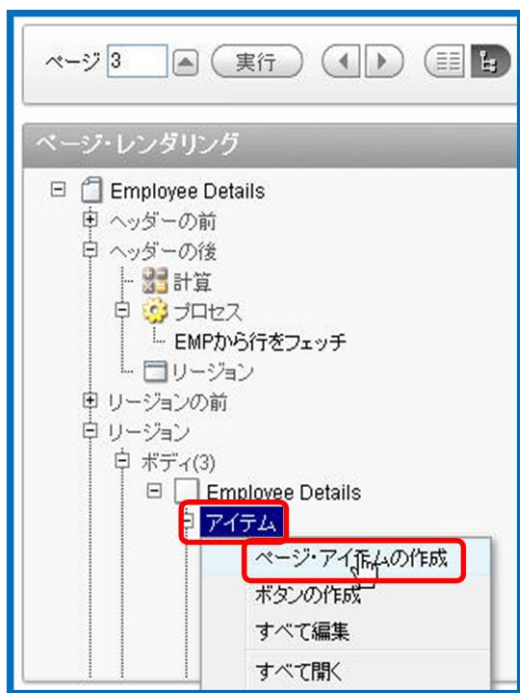 ページ 3 実行
ページ・レンダリング
Employee Details
ヘッダーの前
ヘッダーの後
計算
プロセス
EMPから行をフェッチ
リージョン
リージョンの前
リージョン
ボディ(3)
Employee Details
アイテム
ページ・アイテムの作成
ボタンの作成
すべて編集
すべて開く